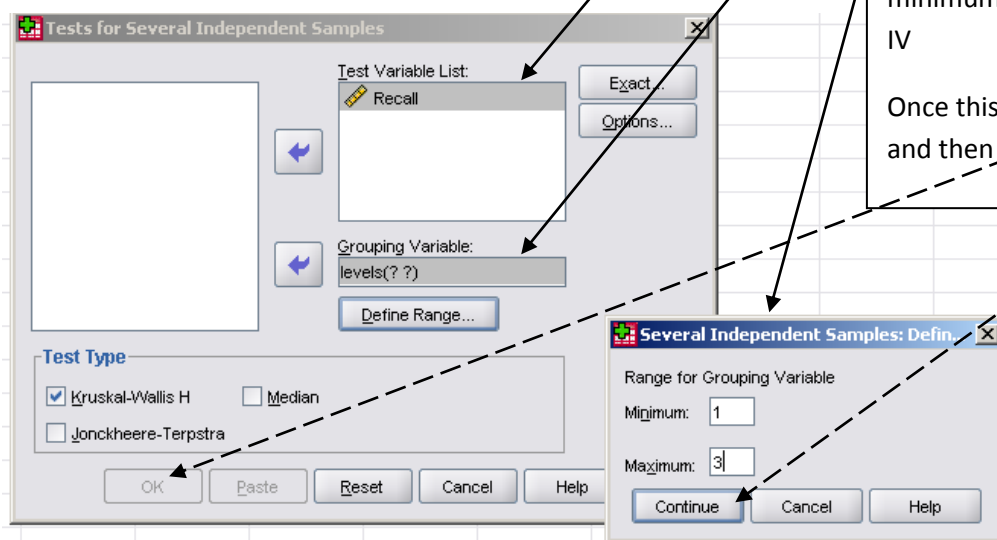 minimum
IV
Once this
and then
Tests for Several Independent Samples
Test Variable List:
Recall
Exact...
Options...
Grouping Variable:
levels(? ?)
Define Range...
Test Type
Kruskal-Wallis H
Median
Jonckheere-Terpstra
OK
Paste
Reset
Cancel
Help
Several Independent Samples: Defin...
Range for Grouping Variable
Minimum: 1
Maximum: 3
Continue
Cancel
Help